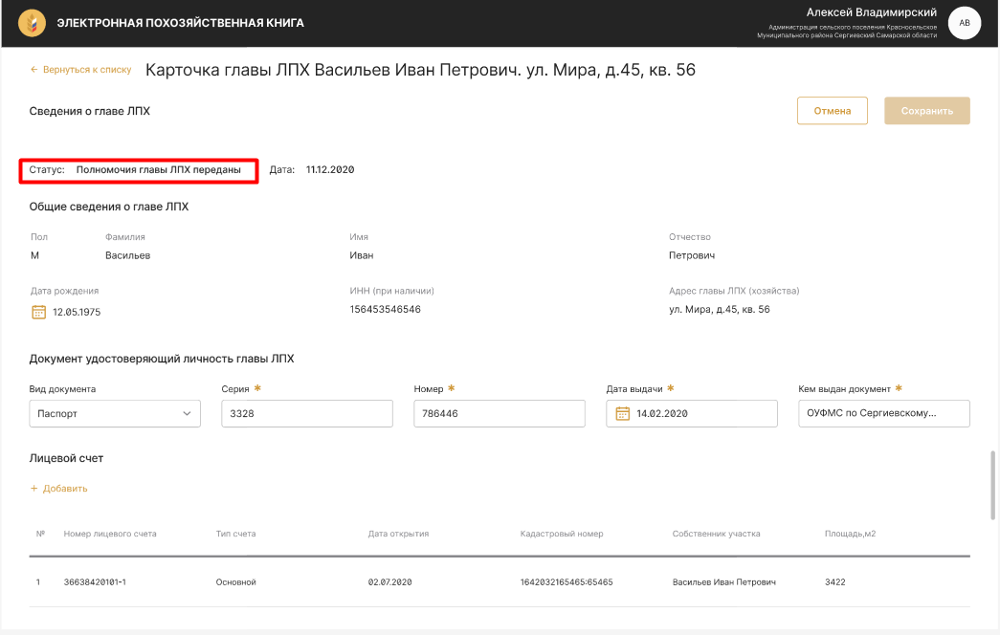 ЭЛЕКТРОННАЯ ПОХОЗЯЙСТВЕННАЯ КНИГА
Алексей Владимирский
Администрация сельского поселения Красносельское
Муниципального района Сергиевский Самарской области
АВ
← Вернуться к списку
Карточка главы ЛПХ Васильев Иван Петрович. ул. Мира, д.45, кв. 56
Сведения о главе ЛПХ
Отмена
Сохранить
Статус: Полномочия главы ЛПХ переданы
Дата: 11.12.2020
Общие сведения о главе ЛПХ
Пол Фамилия Имя Отчество
М Васильев Иван Петрович
Дата рождения ИНН (при наличии) Адрес главы ЛПХ (хозяйства)
12.05.1975 156453546546 ул. Мира, д.45, кв. 56
Документ удостоверяющий личность главы ЛПХ
Вид документа Серия * Номер * Дата выдачи * Кем выдан документ *
Паспорт 3328 786446 14.02.2020 ОУФМС по Сергиевскому...
Лицевой счет
+ Добавить
№ Номер лицевого счета Тип счета Дата открытия Кадастровый номер Собственник участка Площадь,м2
1 36638420101-1 Основной 02.07.2020 1642032165465:65465 Васильев Иван Петрович 3422